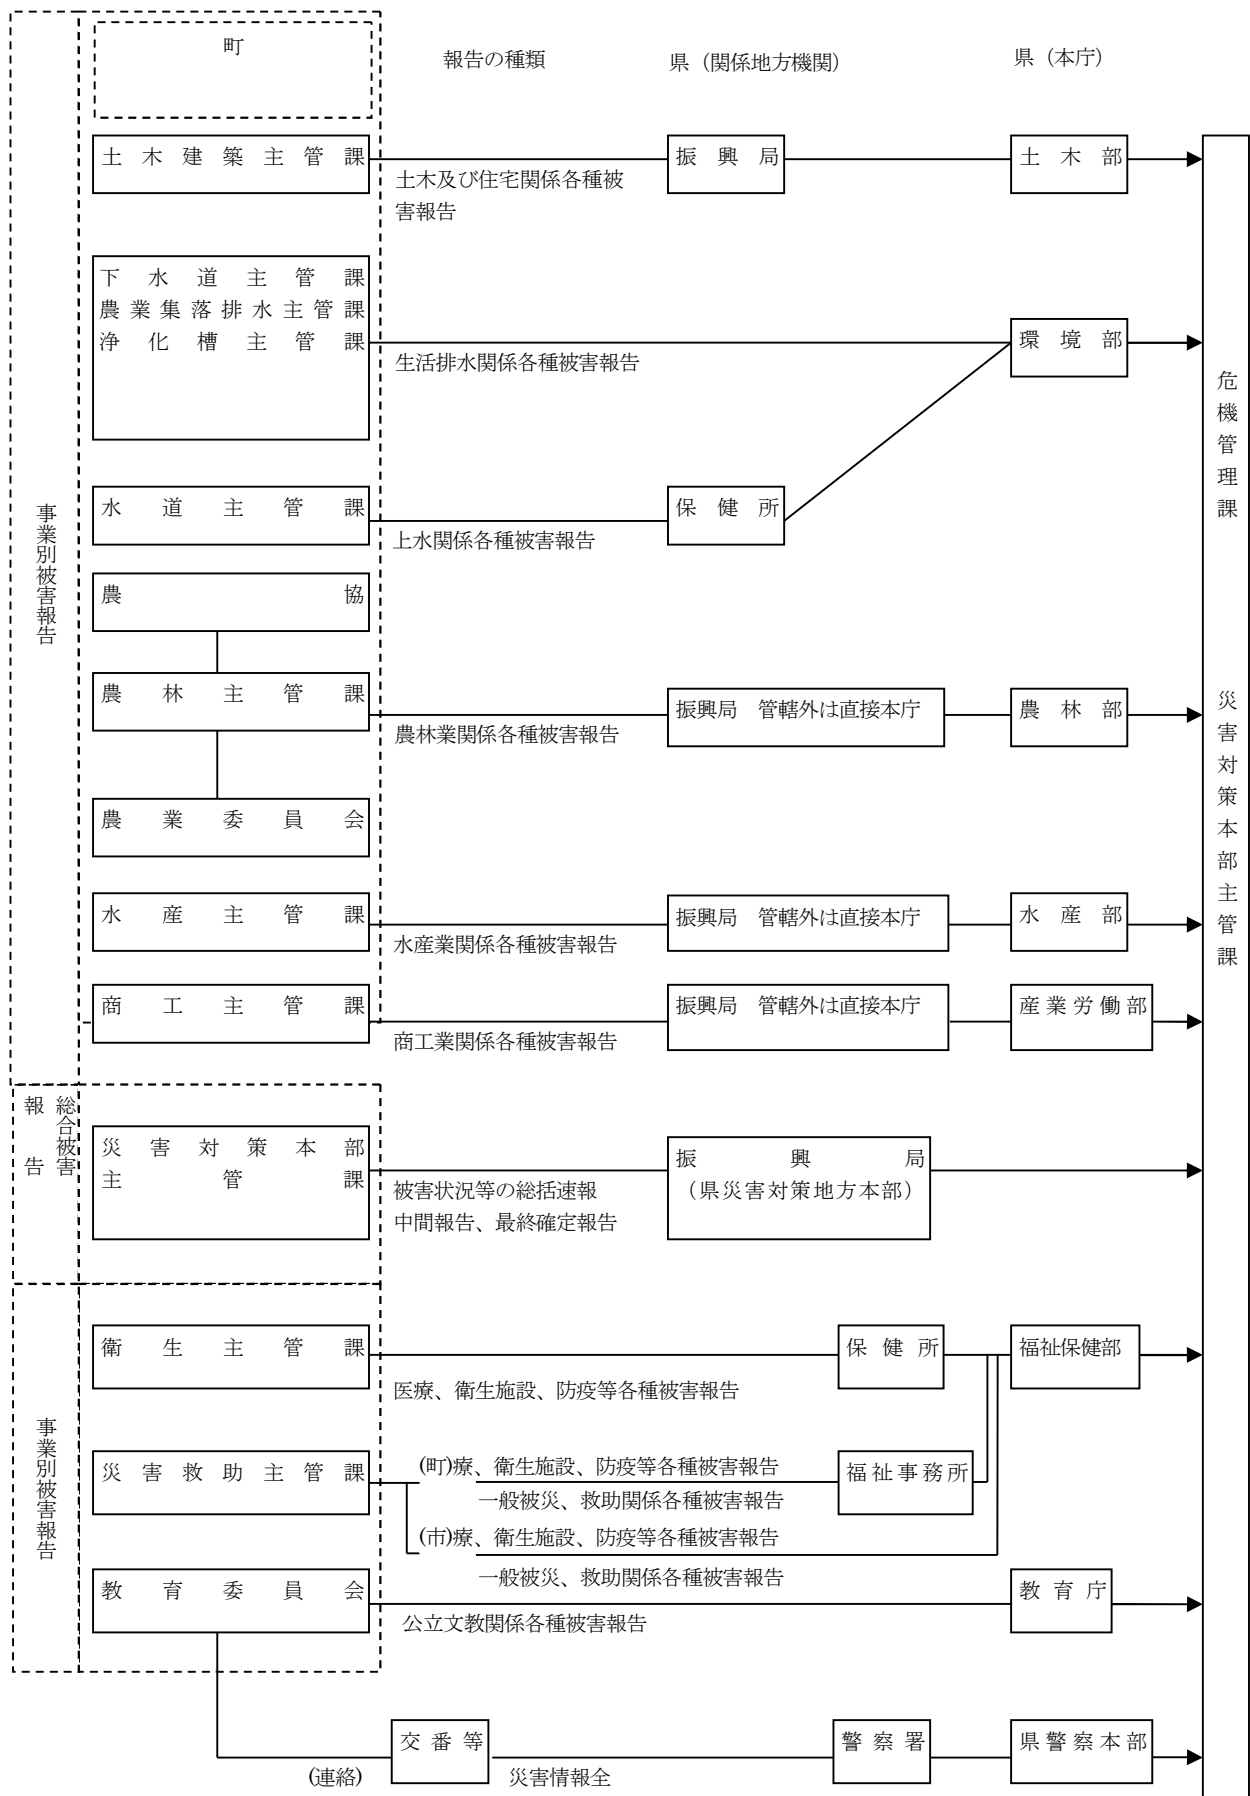 町
報告の種類
県（関係地方機関）
県（本庁）
事業別被害報告
土木建築主管課
土木及び住宅関係各種被
害報告
振興局
土木部
下水道主管課
農業集落排水主管課
浄化槽主管課
生活排水関係各種被害報告
環境部
水道主管課
上水関係各種被害報告
保健所
農協
農林主管課
農林業関係各種被害報告
振興局　管轄外は直接本庁
農林部
農業委員会
水産主管課
水産業関係各種被害報告
振興局　管轄外は直接本庁
水産部
商工主管課
商工業関係各種被害報告
振興局　管轄外は直接本庁
産業労働部
総合被害
報告
災害対策本部
主管課
被害状況等の総括速報
中間報告、最終確定報告
振興局
（県災害対策地方本部）
事業別被害報告
衛生主管課
医療、衛生施設、防疫等各種被害報告
保健所
福祉保健部
災害救助主管課
(町)療、衛生施設、防疫等各種被害報告
一般被災、救助関係各種被害報告
福祉事務所
(市)療、衛生施設、防疫等各種被害報告
一般被災、救助関係各種被害報告
教育委員会
公立文教関係各種被害報告
教育庁
(連絡)
交番等
災害情報全
警察署
県警察本部
危機管理課
災害対策本部主管課